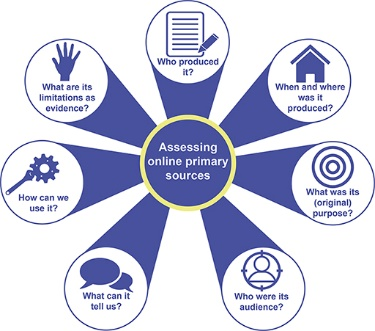 Assessing
online primary
sources
Who produced
it?
When and where
was it
produced?
What was its
(original)
purpose?
Who were its
audience?
What can it
tell us?
How can we
use it?
What are its
limitations as
evidence?